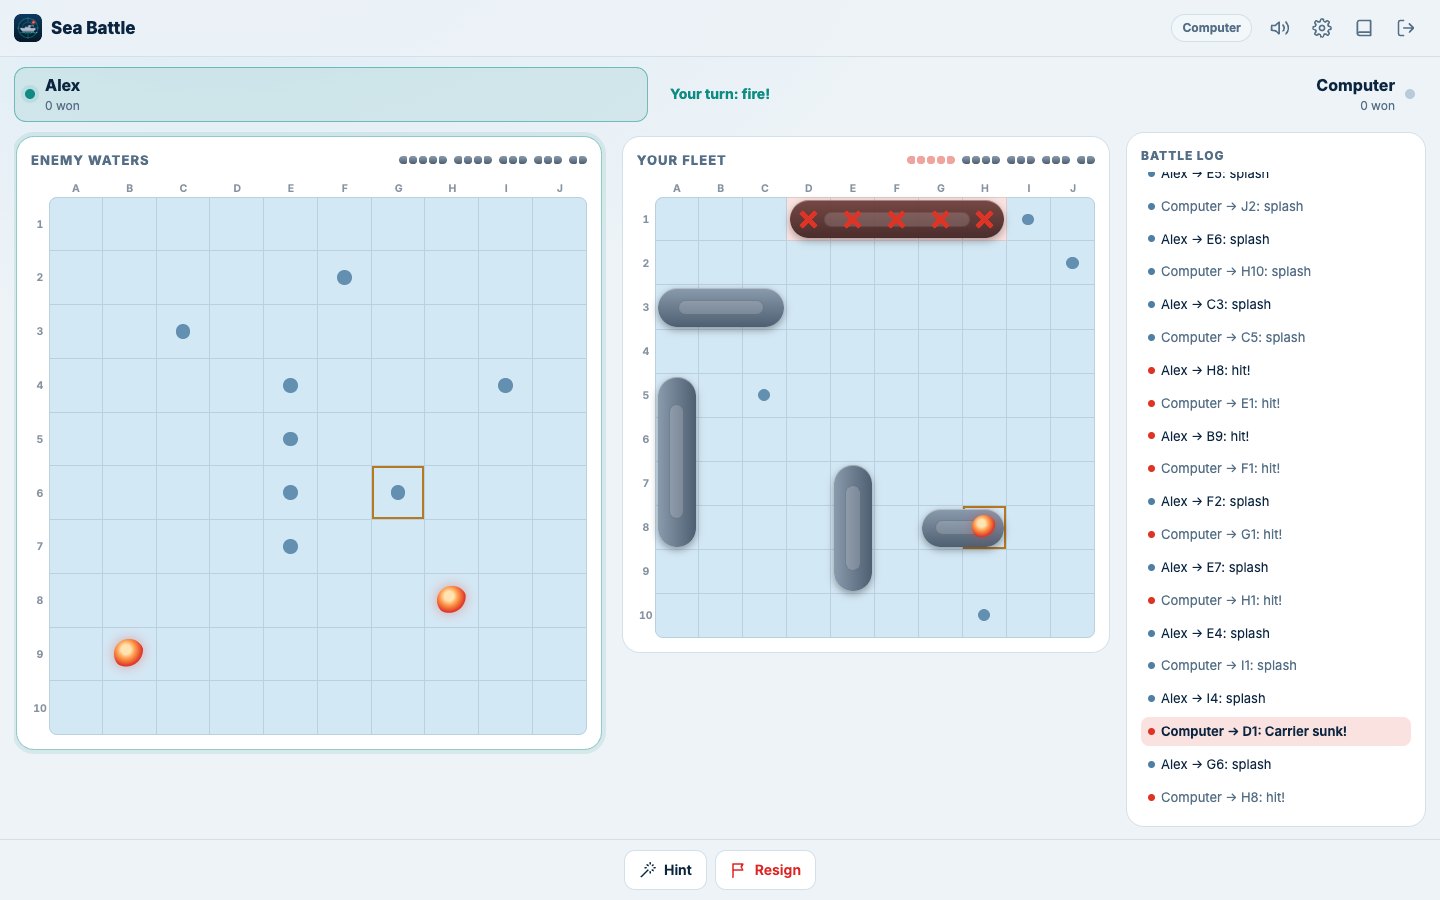 Sea Battle
Computer
Alex
0 won
Your turn: fire!
Computer
0 won
ENEMY WATERS
A B C D E F G H I J
1
2
3
4
5
6
7
8
9
10
YOUR FLEET
A B C D E F G H I J
1
2
3
4
5
6
7
8
9
10
BATTLE LOG
Alex → E5: splash
Computer → J2: splash
Alex → E6: splash
Computer → H10: splash
Alex → C3: splash
Computer → C5: splash
Alex → H8: hit!
Computer → E1: hit!
Alex → B9: hit!
Computer → F1: hit!
Alex → F2: splash
Computer → G1: hit!
Alex → E7: splash
Computer → H1: hit!
Alex → E4: splash
Computer → I1: splash
Alex → I4: splash
Computer → D1: Carrier sunk!
Alex → G6: splash
Computer → H8: hit!
Hint
Resign